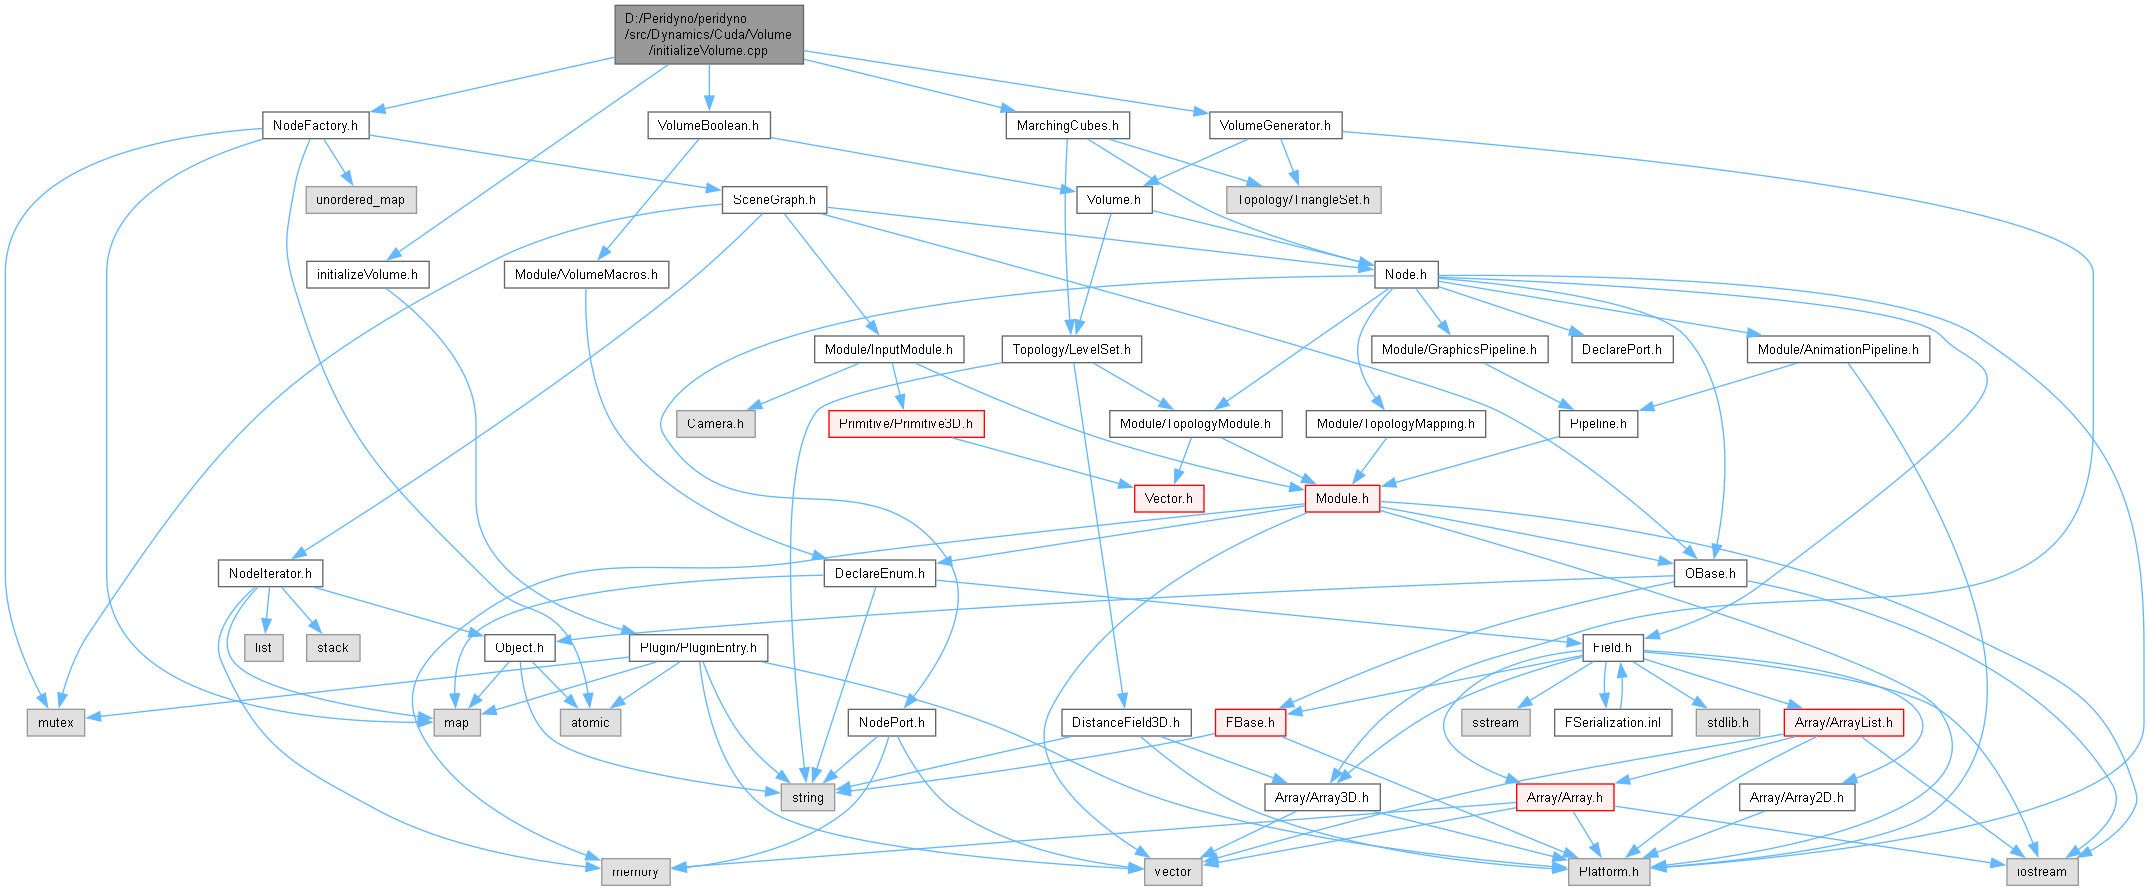 D:/Peridyno/peridyno
/src/Dynamics/Cuda/Volume
/initializeVolume.cpp
NodeFactory.h
VolumeBoolean.h
MarchingCubes.h
VolumeGenerator.h
unordered_map
SceneGraph.h
Volume.h
Topology/TriangleSet.h
initializeVolume.h
Module/VolumeMacros.h
Node.h
Module/InputModule.h
Topology/LevelSet.h
Module/GraphicsPipeline.h
DeclarePort.h
Module/AnimationPipeline.h
Camera.h
Primitive/Primitive3D.h
Module/TopologyModule.h
Module/TopologyMapping.h
Pipeline.h
Vector.h
Module.h
NodeIterator.h
DeclareEnum.h
OBase.h
list
stack
Object.h
Plugin/PluginEntry.h
Field.h
mutex
map
atomic
NodePort.h
DistanceField3D.h
FBase.h
sstream
FSerialization.inl
stdlib.h
Array/ArrayList.h
string
Array/Array3D.h
Array/Array.h
Array/Array2D.h
memory
vector
Platform.h
iostream